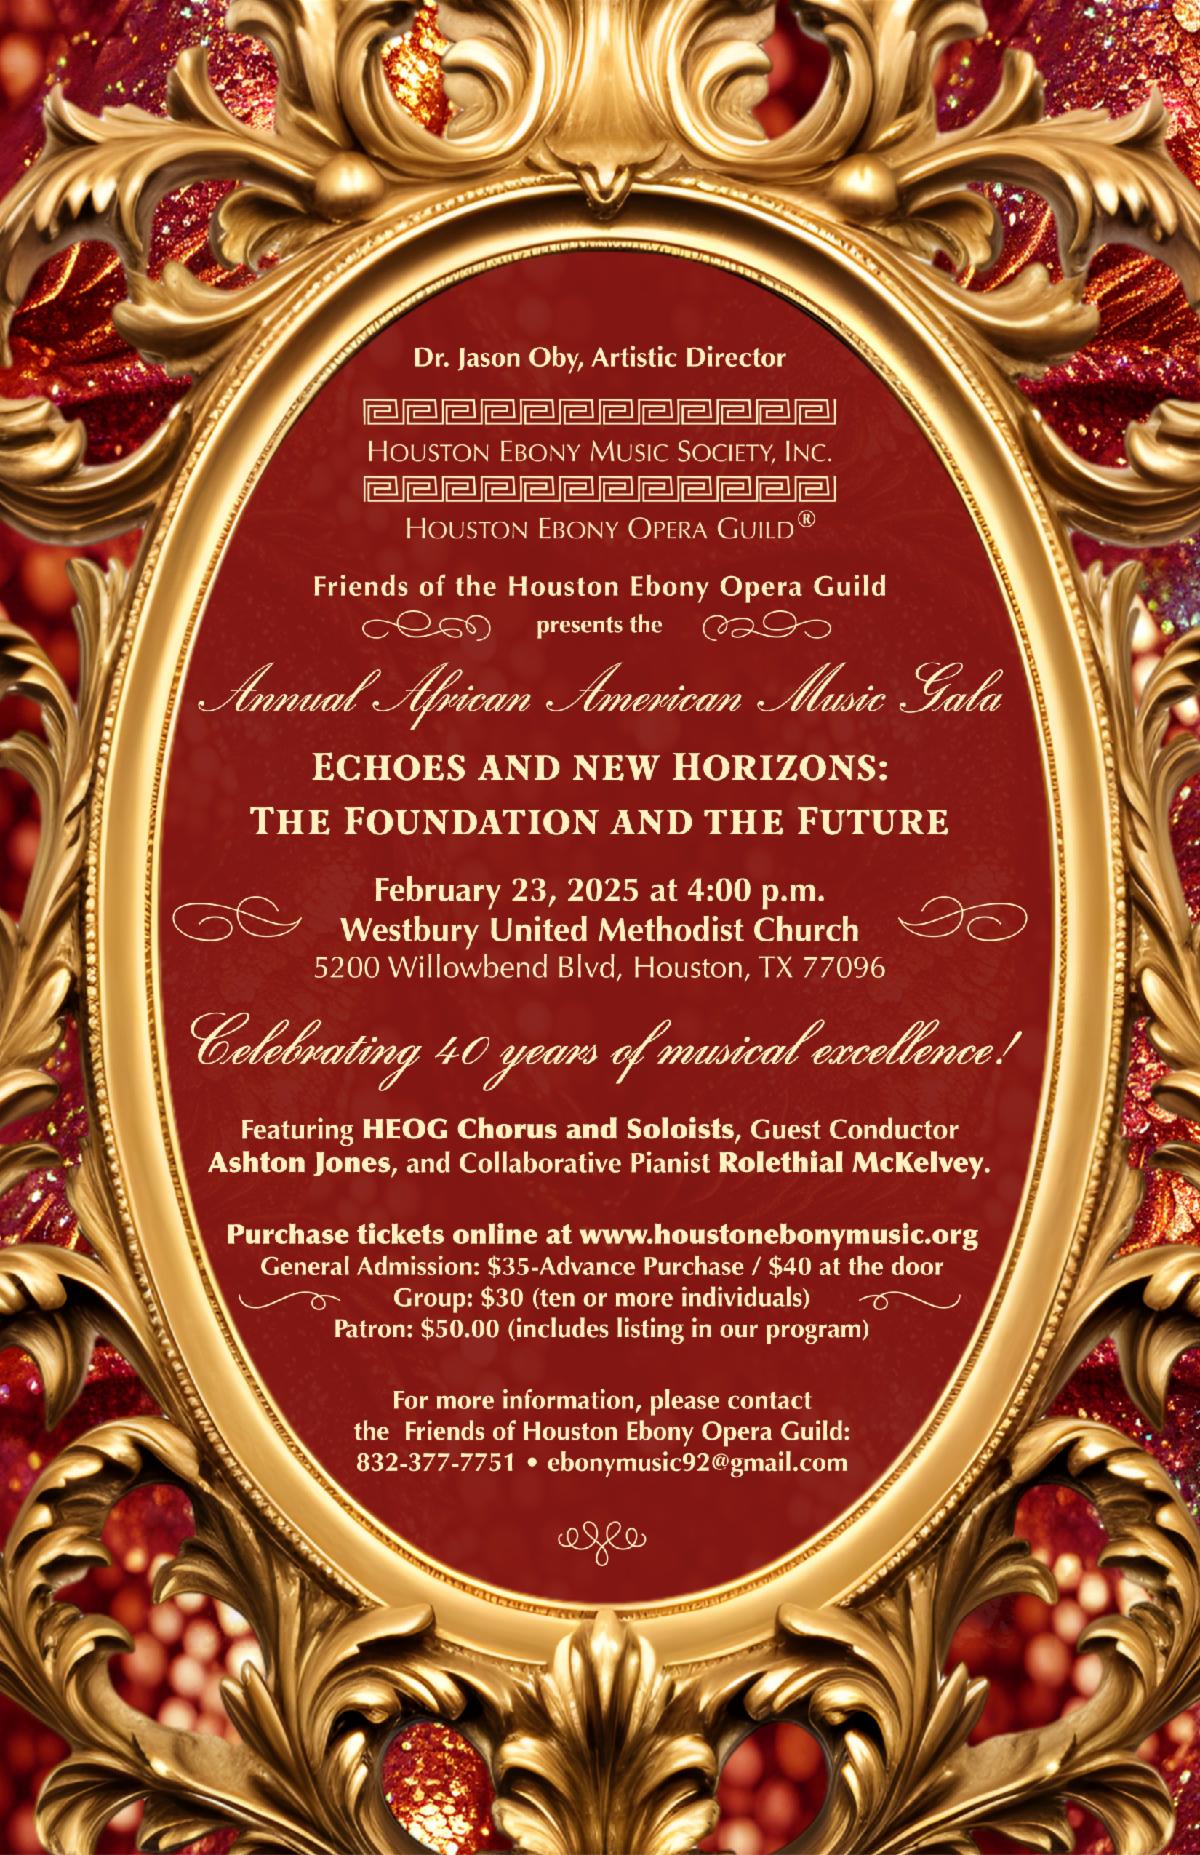 Dr. Jason Oby, Artistic Director
HOUSTON EBONY MUSIC SOCIETY, INC.
HOUSTON EBONY OPERA GUILD®
Friends of the Houston Ebony Opera Guild
presents the
Annual African American Music Gala
ECHOES AND NEW HORIZONS:
THE FOUNDATION AND THE FUTURE
February 23, 2025 at 4:00 p.m.
Westbury United Methodist Church
5200 Willowbend Blvd, Houston, TX 77096
Celebrating 40 years of musical excellence!
Featuring HEOG Chorus and Soloists, Guest Conductor
Ashton Jones, and Collaborative Pianist Rolethial McKelvey.
Purchase tickets online at www.houstonebonymusic.org
General Admission: $35-Advance Purchase / $40 at the door
Group: $30 (ten or more individuals)
Patron: $50.00 (includes listing in our program)
For more information, please contact
the Friends of Houston Ebony Opera Guild:
832-377-7751 • ebonymusic92@gmail.com